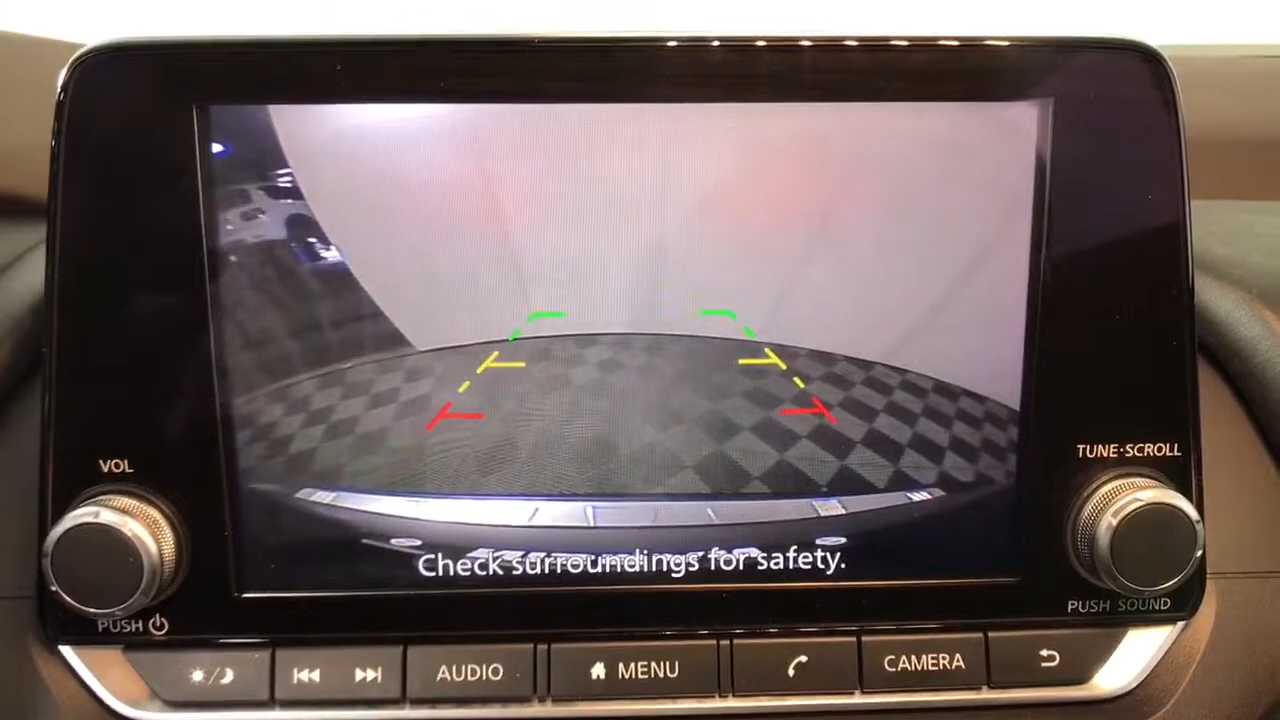 Check surroundings for safety.
VOL
PUSH
TUNE·SCROLL
PUSH SOUND
AUDIO
MENU
CAMERA